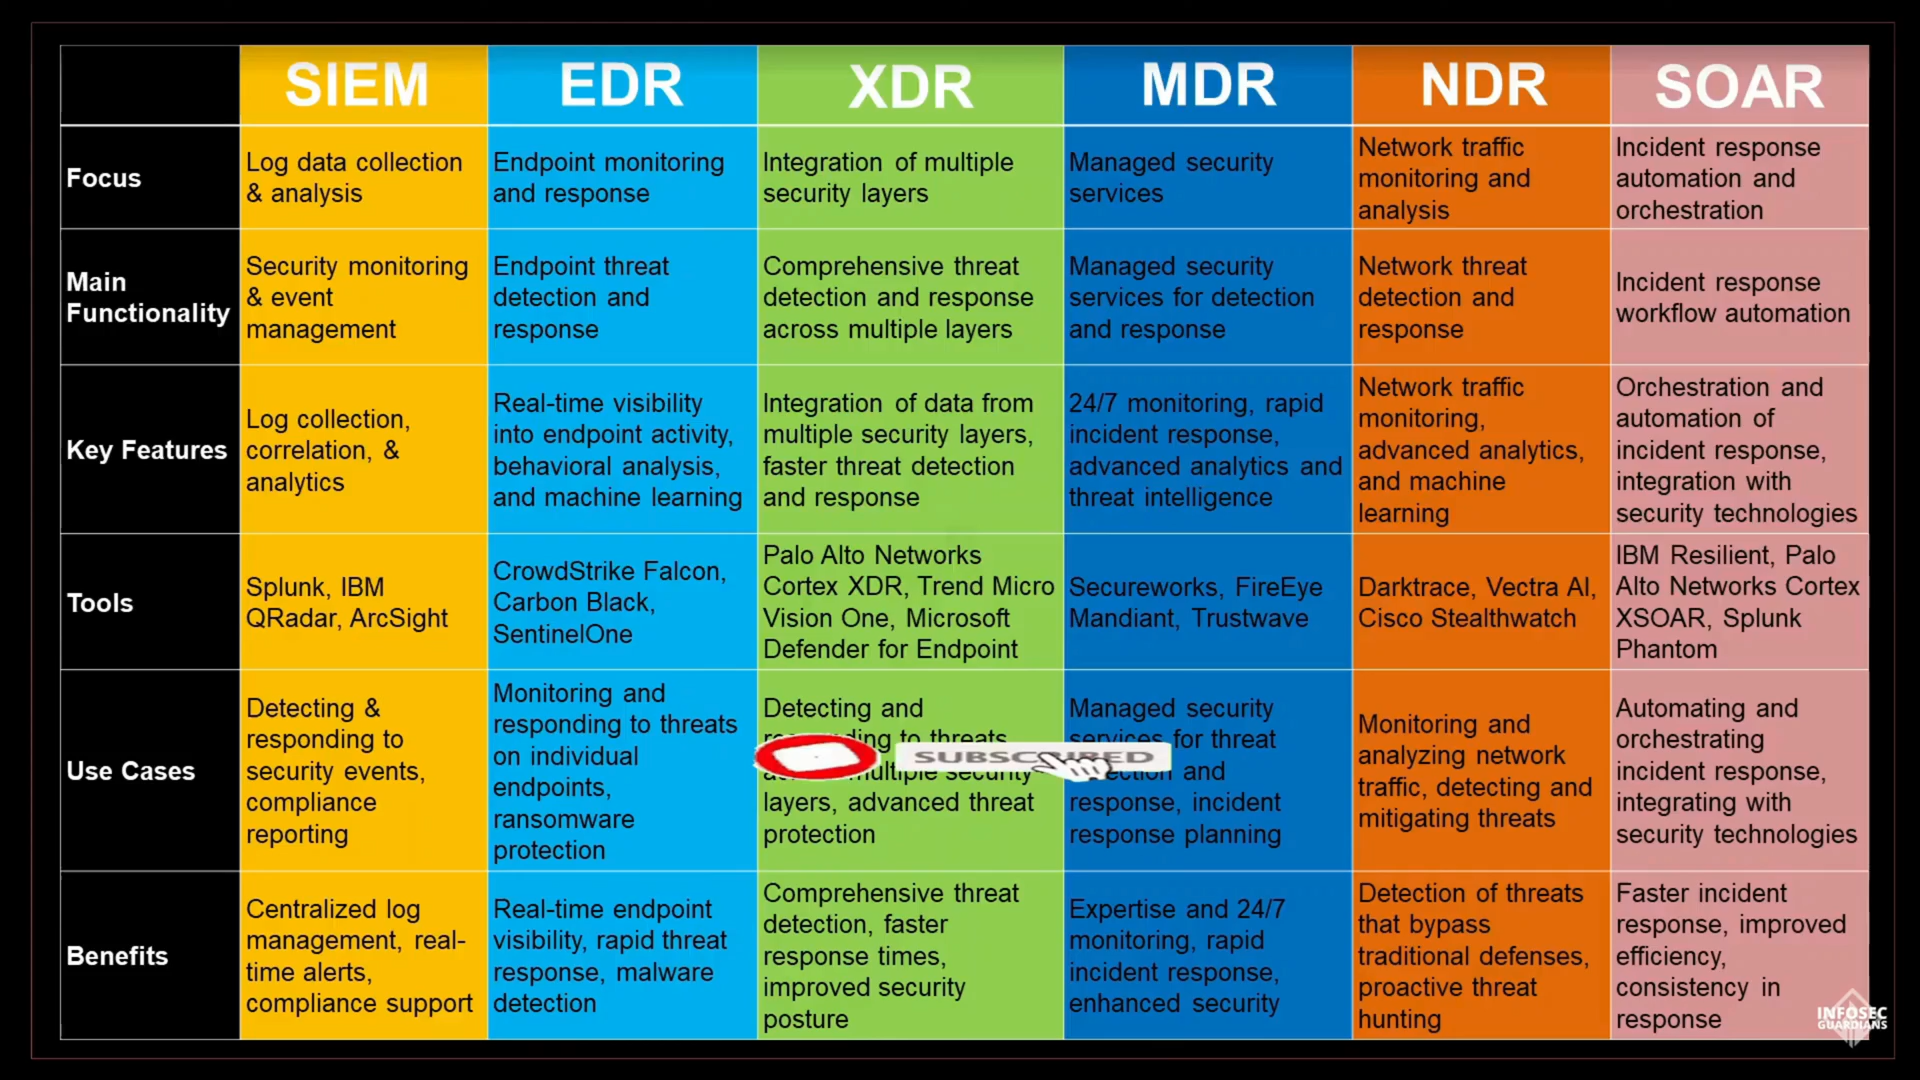 SIEM
EDR
XDR
MDR
NDR
SOAR
Focus
Log data collection
& analysis
Endpoint monitoring
and response
Integration of multiple
security layers
Managed security
services
Network traffic
monitoring and
analysis
Incident response
automation and
orchestration
Main
Functionality
Security monitoring
& event
management
Endpoint threat
detection and
response
Comprehensive threat
detection and response
across multiple layers
Managed security
services for detection
and response
Network threat
detection and
response
Incident response
workflow automation
Key Features
Log collection,
correlation, &
analytics
Real-time visibility
into endpoint activity,
behavioral analysis,
and machine learning
Integration of data from
multiple security layers,
faster threat detection
and response
24/7 monitoring, rapid
incident response,
advanced analytics and
threat intelligence
Network traffic
monitoring,
advanced analytics,
and machine
learning
Orchestration and
automation of
incident response,
integration with
security technologies
Tools
Splunk, IBM
QRadar, ArcSight
CrowdStrike Falcon,
Carbon Black,
SentinelOne
Palo Alto Networks
Cortex XDR, Trend Micro
Vision One, Microsoft
Defender for Endpoint
Secureworks, FireEye
Mandiant, Trustwave
Darktrace, Vectra AI,
Cisco Stealthwatch
IBM Resilient, Palo
Alto Networks Cortex
XSOAR, Splunk
Phantom
Use Cases
Detecting &
responding to
security events,
compliance
reporting
Monitoring and
responding to threats
on individual
endpoints,
ransomware
protection
Detecting and
to threats
multiple security
layers, advanced threat
protection
SUBSCRIBED
Managed security
services for threat
and
response, incident
response planning
Monitoring and
analyzing network
traffic, detecting and
mitigating threats
Automating and
orchestrating
incident response,
integrating with
security technologies
Benefits
Centralized log
management, real-
time alerts,
compliance support
Real-time endpoint
visibility, rapid threat
response, malware
detection
Comprehensive threat
detection, faster
response times,
improved security
posture
Expertise and 24/7
monitoring, rapid
incident response,
enhanced security
Detection of threats
that bypass
traditional defenses,
proactive threat
hunting
Faster incident
response, improved
efficiency,
consistency in
response
INFOSEC
GUARDIANS